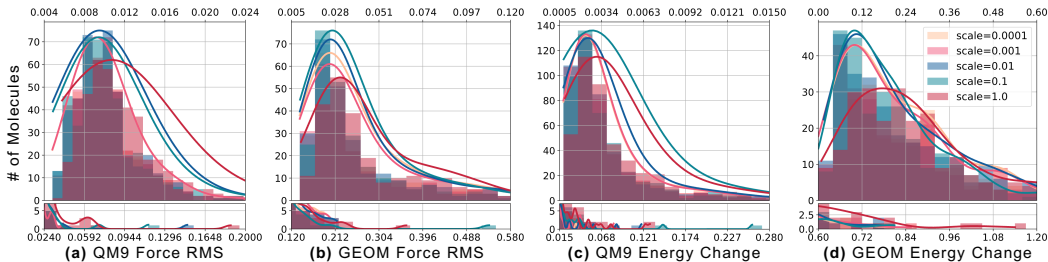 0.004 0.008 0.012 0.016 0.020 0.024
0.004 0.028 0.051 0.074 0.097 0.120
0.0005 0.0034 0.0063 0.0092 0.0121 0.0150
0.00 0.12 0.24 0.36 0.48 0.60
# of Molecules
70
60
50
40
30
20
10
0
5
0
70
60
50
40
30
20
10
0
5
0
140
120
100
80
60
40
20
0
5
0
40
30
20
10
0
2.5
0.0
scale=0.0001
scale=0.001
scale=0.01
scale=0.1
scale=1.0
0.0240 0.0592 0.0944 0.1296 0.1648 0.2000
0.120 0.212 0.304 0.396 0.488 0.580
0.015 0.068 0.121 0.174 0.227 0.280
0.60 0.72 0.84 0.96 1.08 1.20
(a) QM9 Force RMS
(b) GEOM Force RMS
(c) QM9 Energy Change
(d) GEOM Energy Change